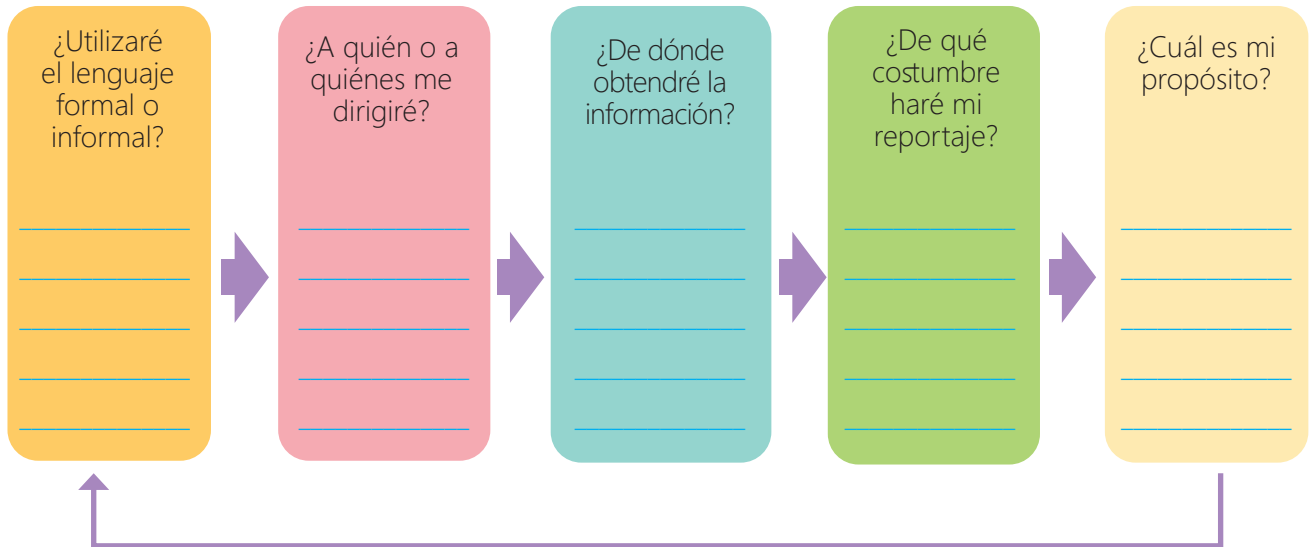 ¿Utilizaré
el lenguaje
formal o
informal?
¿A quién o a
quiénes me
dirigiré?
¿De dónde
obtendré la
información?
¿De qué
costumbre
haré mi
reportaje?
¿Cuál es mi
propósito?